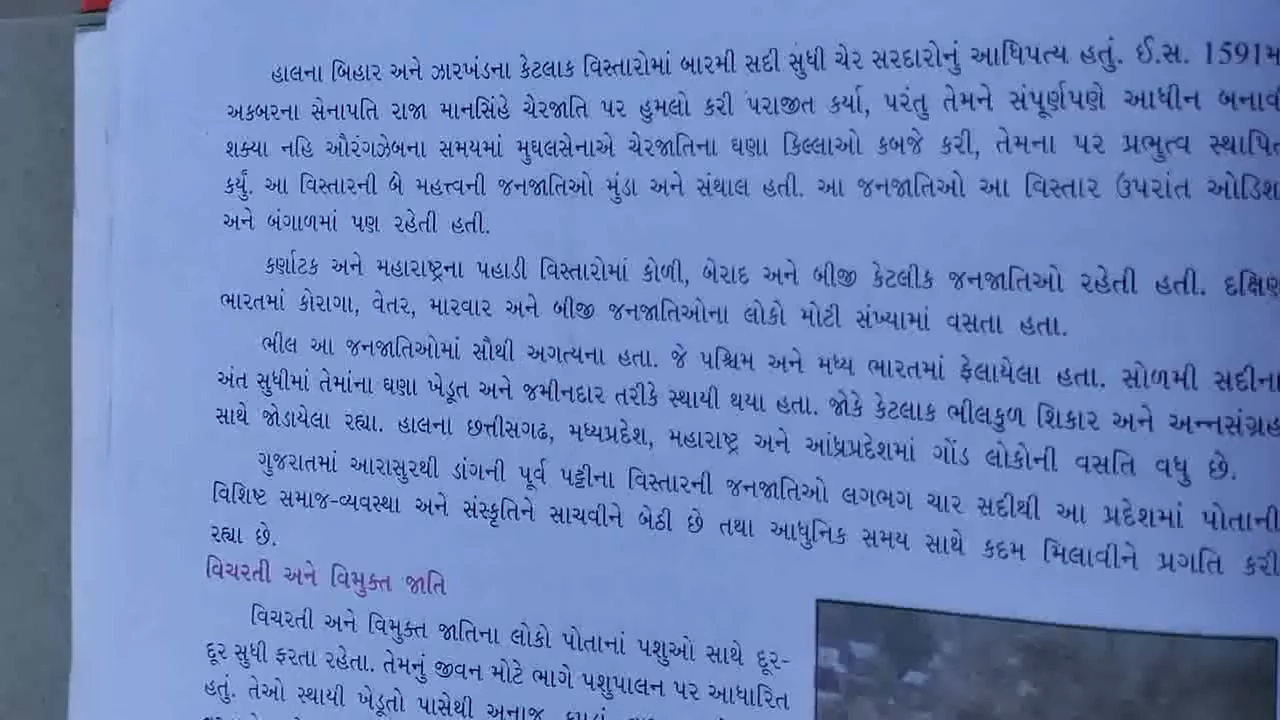 હાલના બિહાર અને ઝારખંડના કેટલાક વિસ્તારોમાં બારમી સદી સુધી ચેર સરદારોનું આધિપત્ય હતું. ઈ.સ. 1591મ
અકબરના સેનાપતિ રાજા માનસિંહે ચેરજાતિ પર હુમલો કરી પરાજીત કર્યા, પરંતુ તેમને સંપૂર્ણપણે આધીન બનાવ
શક્યા નહિ ઔરંગઝેબના સમયમાં મુઘલસેનાએ ચેરજાતિના ઘણા કિલ્લાઓ કબજે કરી, તેમના પર પ્રભુત્વ સ્થાપિત
કર્યું. આ વિસ્તારની બે મહત્ત્વની જનજાતિઓ મુંડા અને સંથાલ હતી. આ જનજાતિઓ આ વિસ્તાર ઉપરાંત ઓડિશ
અને બંગાળમાં પણ રહેતી હતી.
કર્ણાટક અને મહારાષ્ટ્રના પહાડી વિસ્તારોમાં કોળી, બેરાદ અને બીજી કેટલીક જનજાતિઓ રહેતી હતી. દક્ષિણ
ભારતમાં કોરાગા, વેતર, મારવાર અને બીજી જનજાતિઓના લોકો મોટી સંખ્યામાં વસતા હતા.
ભીલ આ જનજાતિઓમાં સૌથી અગત્યના હતા. જે પશ્ચિમ અને મધ્ય ભારતમાં ફેલાયેલા હતા. સોળમી સદીના
અંત સુધીમાં તેમાંના ઘણા ખેડૂત અને જમીનદાર તરીકે સ્થાયી થયા હતા. જોકે કેટલાક ભીલકુળ શિકાર અને અન્નસંગ્રહ
સાથે જોડાયેલા રહ્યા. હાલના છત્તીસગઢ, મધ્યપ્રદેશ, મહારાષ્ટ્ર અને આંધ્રપ્રદેશમાં ગોંડ લોકોની વસતિ વધુ છે.
ગુજરાતમાં આરાસુરથી ડાંગની પૂર્વ પટ્ટીના વિસ્તારની જનજાતિઓ લગભગ ચાર સદીથી આ પ્રદેશમાં પોતાની
વિશિષ્ટ સમાજ-વ્યવસ્થા અને સંસ્કૃતિને સાચવીને બેઠી છે તથા આધુનિક સમય સાથે કદમ મિલાવીને પ્રગતિ કરી
રહ્યા છે.
વિચરતી અને વિમુક્ત જાતિ
વિચરતી અને વિમુક્ત જાતિના લોકો પોતાનાં પશુઓ સાથે દૂર-
દૂર સુધી ફરતા રહેતા. તેમનું જીવન મોટે ભાગે પશુપાલન પર આધારિત
હતું. તેઓ સ્થાયી ખેડૂતો પાસેથી અનાજ,